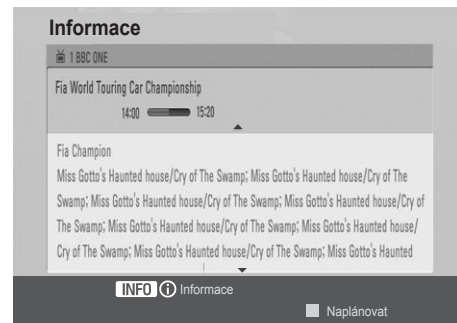 Informace
1 BBC ONE
Fia World Touring Car Championship
14:00 15:20
Fia Champion
Miss Gotto's Haunted house/Cry of The Swamp; Miss Gotto's Haunted house/Cry of The
Swamp; Miss Gotto's Haunted house/Cry of The Swamp; Miss Gotto's Haunted house/Cry of
The Swamp; Miss Gotto's Haunted house/Cry of The Swamp; Miss Gotto's Haunted house/
Cry of The Swamp; Miss Gotto's Haunted house/Cry of The Swamp; Miss Gotto's Haunted
INFO i Informace
Naplánovat